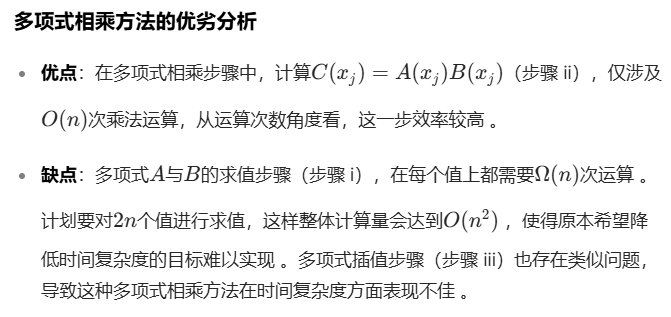 多项式相乘方法的优劣分析
• 优点：在多项式相乘步骤中，计算C(x_j) = A(x_j)B(x_j)（步骤 ii），仅涉及
O(n)次乘法运算，从运算次数角度看，这一步效率较高 。
• 缺点：多项式A与B的求值步骤（步骤 i），在每个值上都需要Ω(n)次运算 。
计划要对2n个值进行求值，这样整体计算量会达到O(n²) ，使得原本希望降
低时间复杂度的目标难以实现 。多项式插值步骤（步骤 iii）也存在类似问题，
导致这种多项式相乘方法在时间复杂度方面表现不佳 。